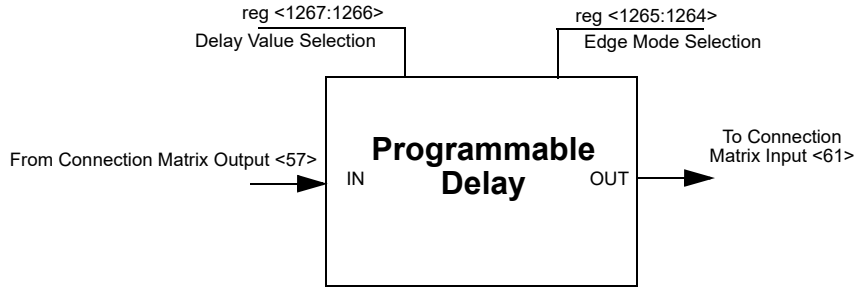 reg <1267:1266>
Delay Value Selection
reg <1265:1264>
Edge Mode Selection
From Connection Matrix Output <57>
IN
Programmable
Delay
OUT
To Connection
Matrix Input <61>